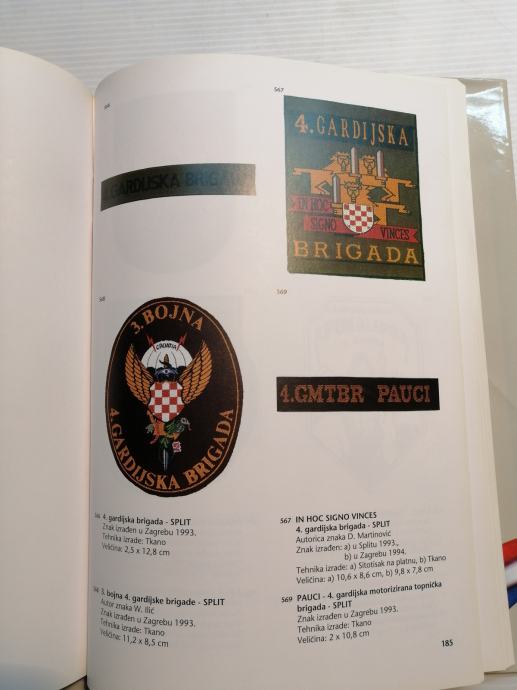 566
4.GARDIJSKA BRIGADA
567
4.GARDIJSKA
IN HOC
SIGNO
VINCES
BRIGADA
568
3.BOJNA
CROATIA
4.GARDIJSKA BRIGADA
569
4.GMTBR PAUCI
566 4. gardijska brigada - SPLIT
Znak izrađen u Zagrebu 1993.
Tehnika izrade: Tkano
Veličina: 2,5 x 12,8 cm
568 3. bojna 4. gardijske brigade - SPLIT
Autor znaka W. Ilić
Znak izrađen u Zagrebu 1993.
Tehnika izrade: Tkano
Veličina: 11,2 x 8,5 cm
567 IN HOC SIGNO VINCES
4. gardijska brigada - SPLIT
Autorica znaka D. Martinović
Znak izrađen: a) u Splitu 1993.,
b) u Zagrebu 1994.
Tehnika izrade: a) Sitotisak na platnu, b) Tkano
Veličina: a) 10,6 x 8,6 cm, b) 9,8 x 7,8 cm
569 PAUCI - 4. gardijska motorizirana topnička
brigada - SPLIT
Znak izrađen u Zagrebu 1993.
Tehnika izrade: Tkano
Veličina: 2 x 10,8 cm
185